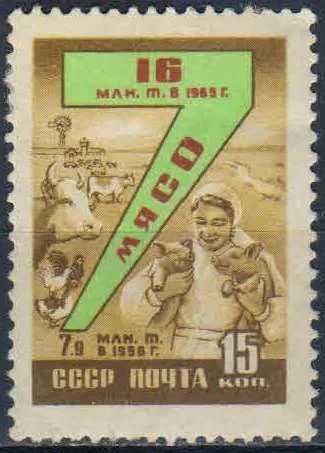 16
МЛН. Т. В 1965 Г.
МЯСО
7.9 МЛН. Т.
В 1958 Г.
15
КОП.
СССР ПОЧТА